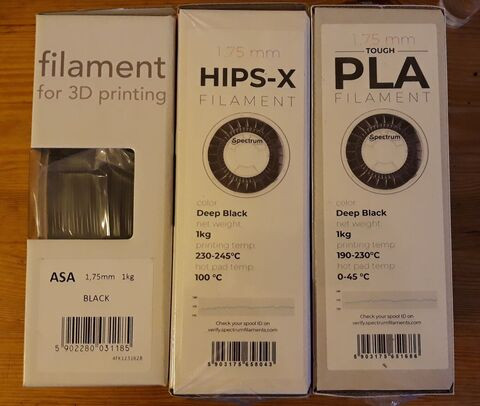 filament
for 3D printing
ASA 1,75mm 1kg
BLACK
5 902280 031185
1,75 mm
HIPS-X
FILAMENT
Spectrum
color
Deep Black
net weight
1kg
printing temp.
230-245°C
hot pad temp
100 °C
Check your spool ID on
verify.spectrumfilaments.com
5 903175 658043
1,75 mm
TOUGH
PLA
FILAMENT
Spectrum
color
Deep Black
net weight
1kg
printing temp
190-230°C
hot pad temp
0-45 °C
Check your spool ID on
verify.spectrumfilaments.com